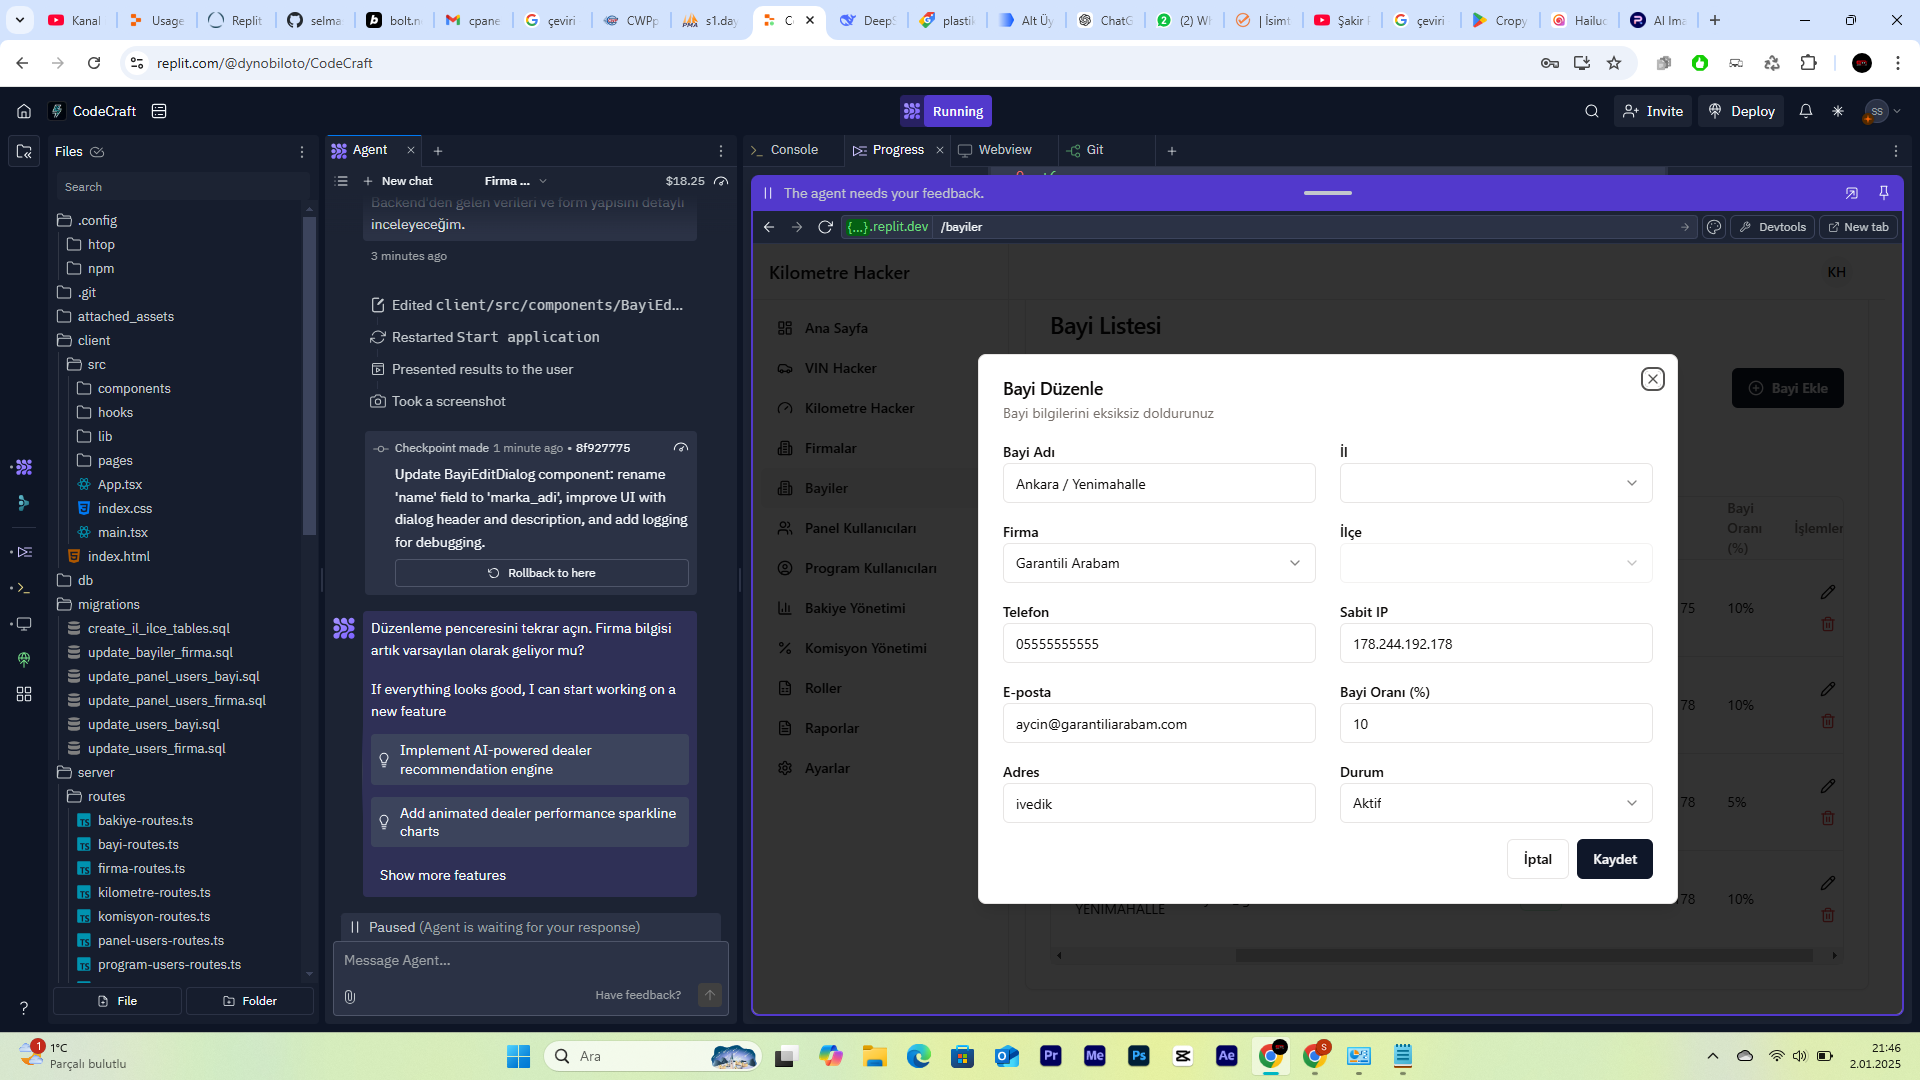 Kanal
Usage
Replit
selma
bolt.n
cpane
çeviri
CWPp
s1.day
C
DeepS
plastik
Alt Üy
ChatG
(2) W
| İsimt
Şakir
çeviri
Cropy
Hailuo
AI Ima
replit.com/@dynobiloto/CodeCraft
CodeCraft
Running
Invite
Deploy
SS
Files
Search
.config
htop
npm
.git
attached_assets
client
src
components
hooks
lib
pages
App.tsx
index.css
main.tsx
index.html
db
migrations
create_il_ilce_tables.sql
update_bayiler_firma.sql
update_panel_users_bayi.sql
update_panel_users_firma.sql
update_users_bayi.sql
update_users_firma.sql
server
routes
bakiye-routes.ts
bayi-routes.ts
firma-routes.ts
kilometre-routes.ts
komisyon-routes.ts
panel-users-routes.ts
program-users-routes.ts
File
Folder
Agent
New chat
Firma ...
$18.25
Backend'den gelen verileri ve form yapısını detaylı
inceleyeceğim.
3 minutes ago
Edited client/src/components/BayiEd...
Restarted Start application
Presented results to the user
Took a screenshot
Checkpoint made 1 minute ago • 8f927775
Update BayiEditDialog component: rename
'name' field to 'marka_adi', improve UI with
dialog header and description, and add logging
for debugging.
Rollback to here
Düzenleme penceresini tekrar açın. Firma bilgisi
artık varsayılan olarak geliyor mu?
If everything looks good, I can start working on a
new feature
Implement AI-powered dealer
recommendation engine
Add animated dealer performance sparkline
charts
Show more features
Paused (Agent is waiting for your response)
Message Agent...
Have feedback?
Console
Progress
Webview
Git
The agent needs your feedback.
{...}.replit.dev
/bayiler
Devtools
New tab
Kilometre Hacker
KH
Ana Sayfa
VIN Hacker
Kilometre Hacker
Firmalar
Bayiler
Panel Kullanıcıları
Program Kullanıcıları
Bakiye Yönetimi
Komisyon Yönetimi
Roller
Raporlar
Ayarlar
Bayi Listesi
Bayi Ekle
Bayi
Oranı
(%)
İşlemler
75
10%
78
10%
78
5%
78
10%
YENIMAHALLE
Bayi Düzenle
Bayi bilgilerini eksiksiz doldurunuz
Bayi Adı
Ankara / Yenimahalle
İl
Firma
Garantili Arabam
İlçe
Telefon
05555555555
Sabit IP
178.244.192.178
E-posta
aycin@garantiliarabam.com
Bayi Oranı (%)
10
Adres
ivedik
Durum
Aktif
İptal
Kaydet
1
1°C
Parçalı bulutlu
Ara
Pr
Me
Ps
Ae
S
21:46
2.01.2025